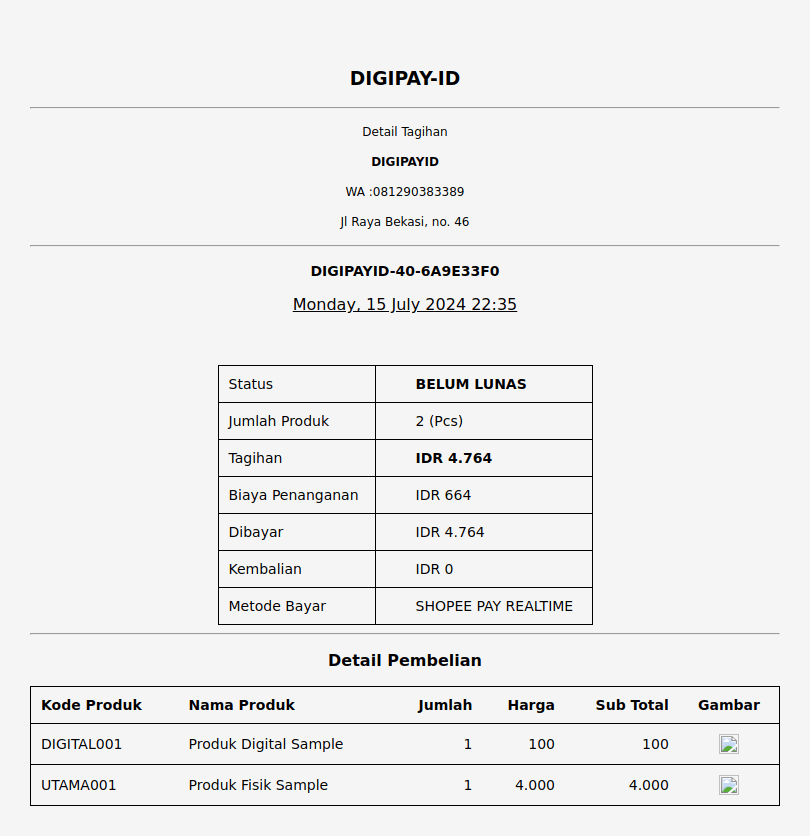 DIGIPAY-ID
Detail Tagihan
DIGIPAYID
WA :081290383389
Jl Raya Bekasi, no. 46
DIGIPAYID-40-6A9E33F0
Monday, 15 July 2024 22:35
Status BELUM LUNAS
Jumlah Produk 2 (Pcs)
Tagihan IDR 4.764
Biaya Penanganan IDR 664
Dibayar IDR 4.764
Kembalian IDR 0
Metode Bayar SHOPEE PAY REALTIME
Detail Pembelian
Kode Produk Nama Produk Jumlah Harga Sub Total Gambar
DIGITAL001 Produk Digital Sample 1 100 100
UTAMA001 Produk Fisik Sample 1 4.000 4.000